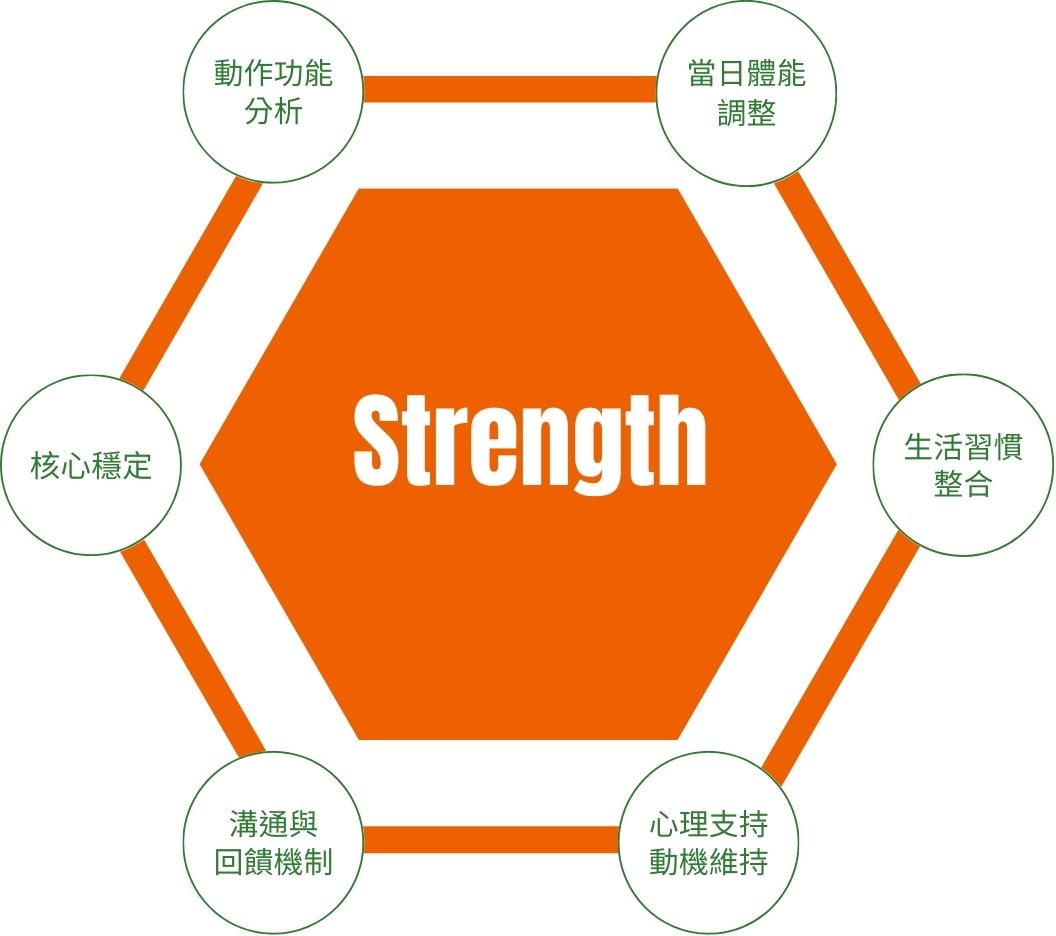 動作功能
分析
當日體能
調整
Strength
核心穩定
生活習慣
整合
溝通與
回饋機制
心理支持
動機維持